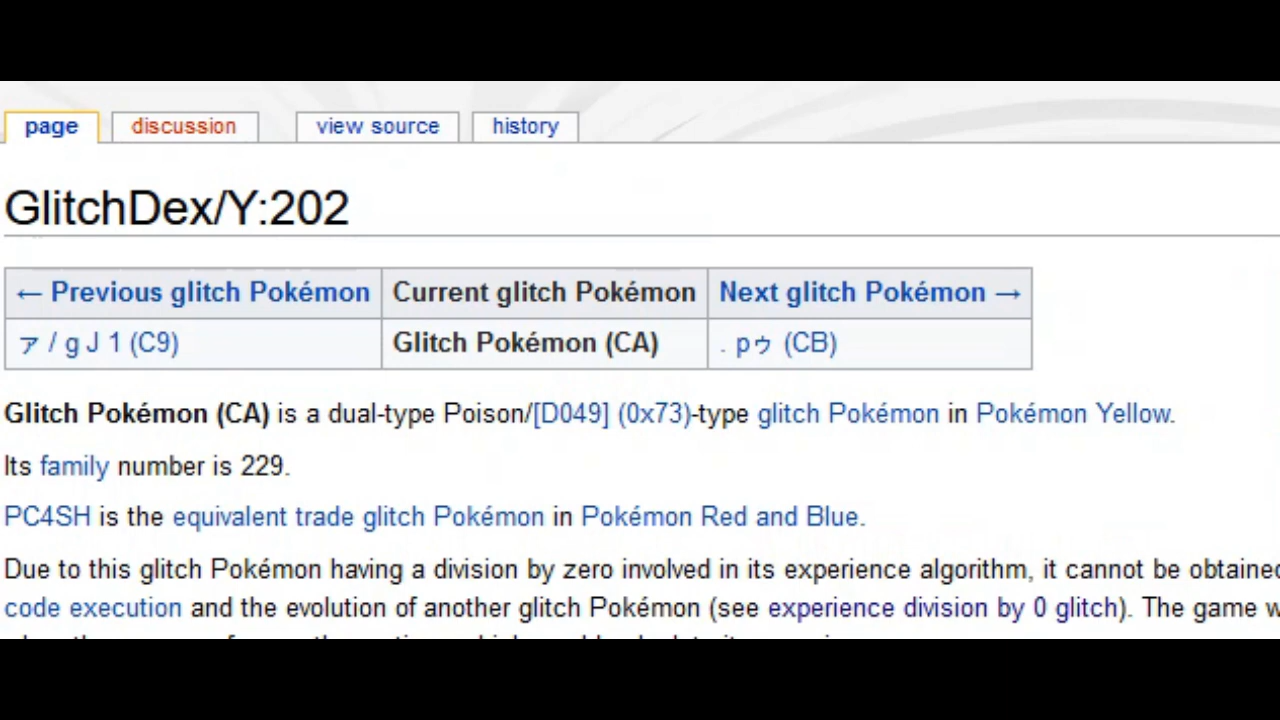 page discussion view source history
GlitchDex/Y:202
← Previous glitch Pokémon Current glitch Pokémon Next glitch Pokémon →
ァ / g J 1 (C9) Glitch Pokémon (CA) . pゥ (CB)
Glitch Pokémon (CA) is a dual-type Poison/[D049] (0x73)-type glitch Pokémon in Pokémon Yellow.
Its family number is 229.
PC4SH is the equivalent trade glitch Pokémon in Pokémon Red and Blue.
Due to this glitch Pokémon having a division by zero involved in its experience algorithm, it cannot be obtained
code execution and the evolution of another glitch Pokémon (see experience division by 0 glitch). The game w